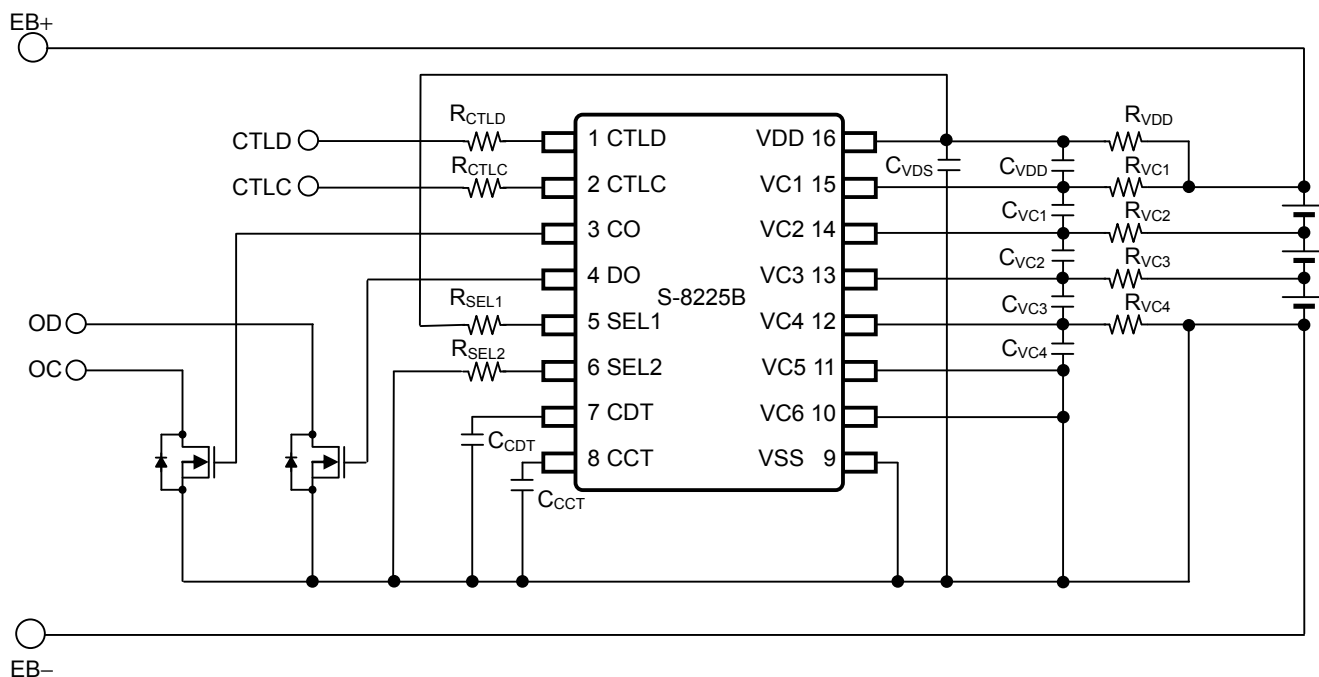 EB+
CTLD
CTLC
OD
OC
EB−
RCTLD
RCTLC
RSEL1
RSEL2
CCDT
CCCT
1 CTLD
2 CTLC
3 CO
4 DO
5 SEL1
6 SEL2
7 CDT
8 CCT
S-8225B
VDD 16
VC1 15
VC2 14
VC3 13
VC4 12
VC5 11
VC6 10
VSS 9
CVDS
CVDD
CVC1
CVC2
CVC3
CVC4
RVDD
RVC1
RVC2
RVC3
RVC4